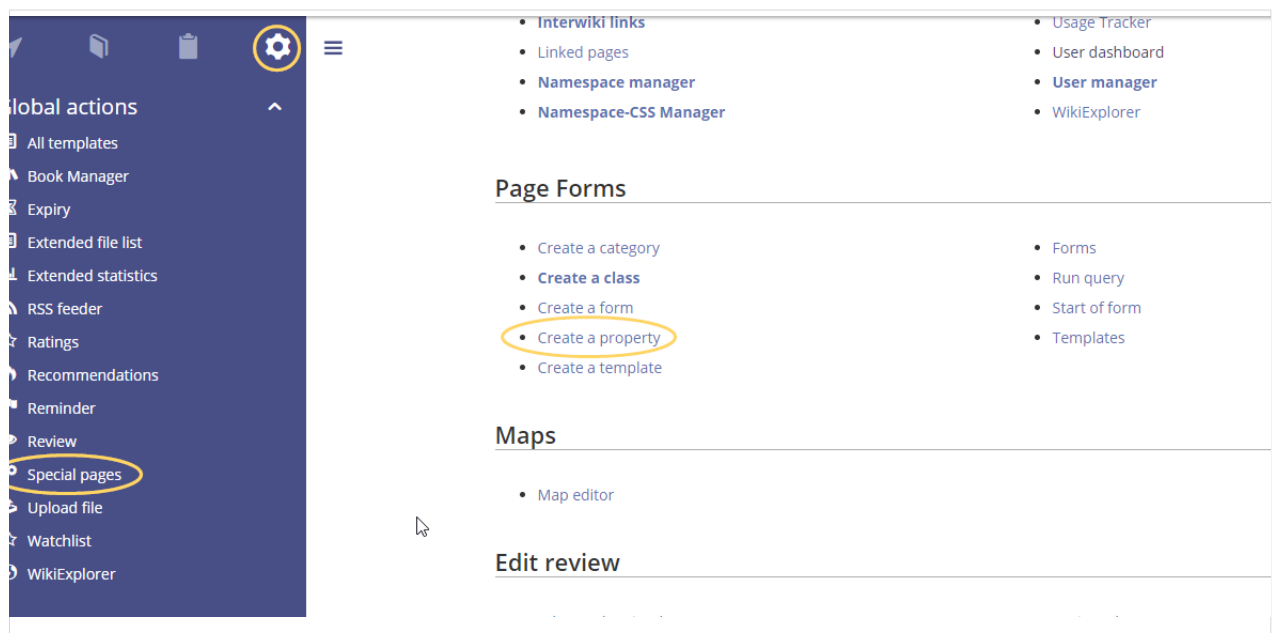 Global actions
All templates
Book Manager
Expiry
Extended file list
Extended statistics
RSS feeder
Ratings
Recommendations
Reminder
Review
Special pages
Upload file
Watchlist
WikiExplorer
Interwiki links
Linked pages
Namespace manager
Namespace-CSS Manager
Usage Tracker
User dashboard
User manager
WikiExplorer
Page Forms
Create a category
Create a class
Create a form
Create a property
Create a template
Forms
Run query
Start of form
Templates
Maps
Map editor
Edit review